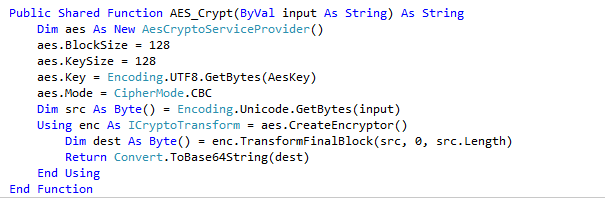 Public Shared Function AES_Crypt(ByVal input As String) As String
    Dim aes As New AesCryptoServiceProvider()
    aes.BlockSize = 128
    aes.KeySize = 128
    aes.Key = Encoding.UTF8.GetBytes(AesKey)
    aes.Mode = CipherMode.CBC
    Dim src As Byte() = Encoding.Unicode.GetBytes(input)
    Using enc As ICryptoTransform = aes.CreateEncryptor()
        Dim dest As Byte() = enc.TransformFinalBlock(src, 0, src.Length)
        Return Convert.ToBase64String(dest)
    End Using
End Function